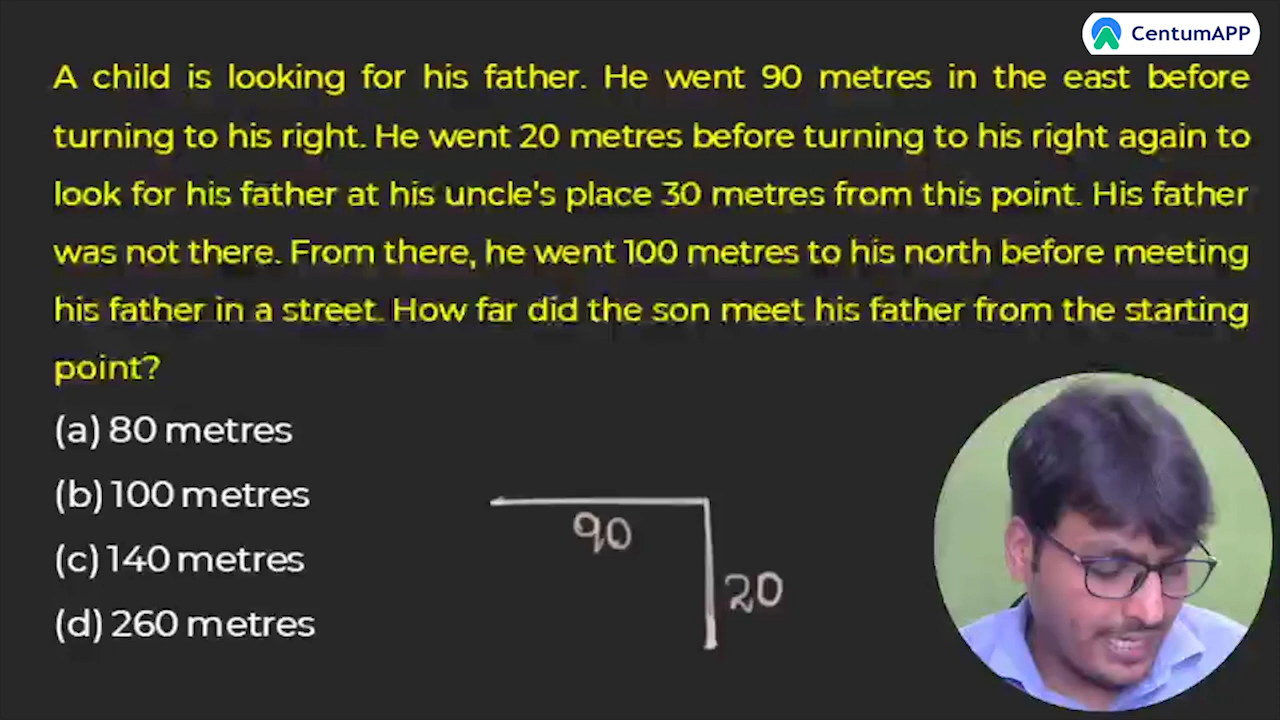 CentumAPP
A child is looking for his father. He went 90 metres in the east before
turning to his right. He went 20 metres before turning to his right again to
look for his father at his uncle's place 30 metres from this point. His father
was not there. From there, he went 100 metres to his north before meeting
his father in a street. How far did the son meet his father from the starting
point?
(a) 80 metres
(b) 100 metres
(c) 140 metres
(d) 260 metres
90
20